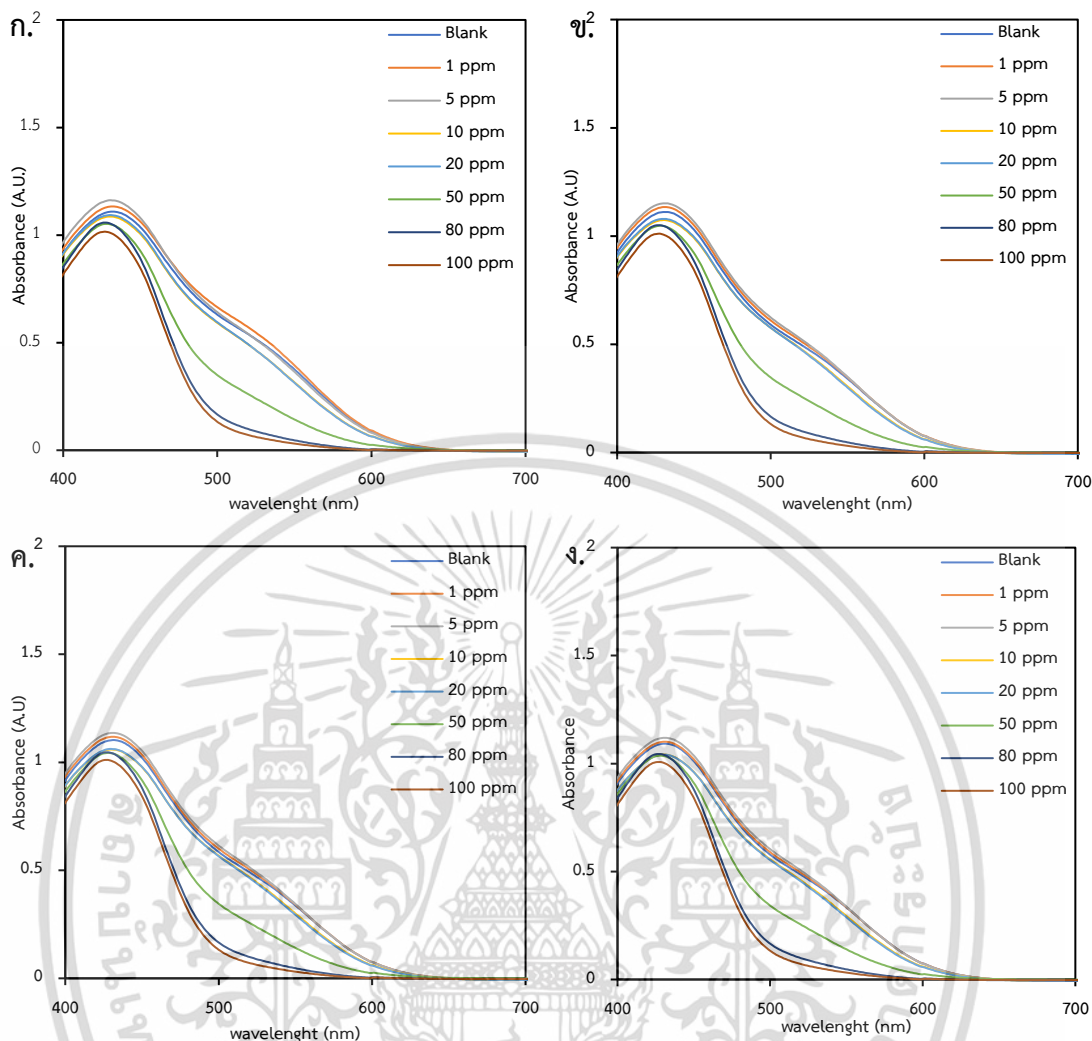 ก.
2
1.5
1
0.5
0
400
500
600
700
Absorbance (A.U.)
wavelenght (nm)
Blank
1 ppm
5 ppm
10 ppm
20 ppm
50 ppm
80 ppm
100 ppm
ข.
2
1.5
1
0.5
0
400
500
600
700
Absorbance (A.U)
wavelenght (nm)
Blank
1 ppm
5 ppm
10 ppm
20 ppm
50 ppm
80 ppm
100 ppm
ค.
2
1.5
1
0.5
0
400
500
600
700
Absorbance (A.U)
wavelenght (nm)
Blank
1 ppm
5 ppm
10 ppm
20 ppm
50 ppm
80 ppm
100 ppm
ง.
2
1.5
1
0.5
0
400
500
600
700
Absorbance
wavelenght (nm)
Blank
1 ppm
5 ppm
10 ppm
20 ppm
50 ppm
80 ppm
100 ppm